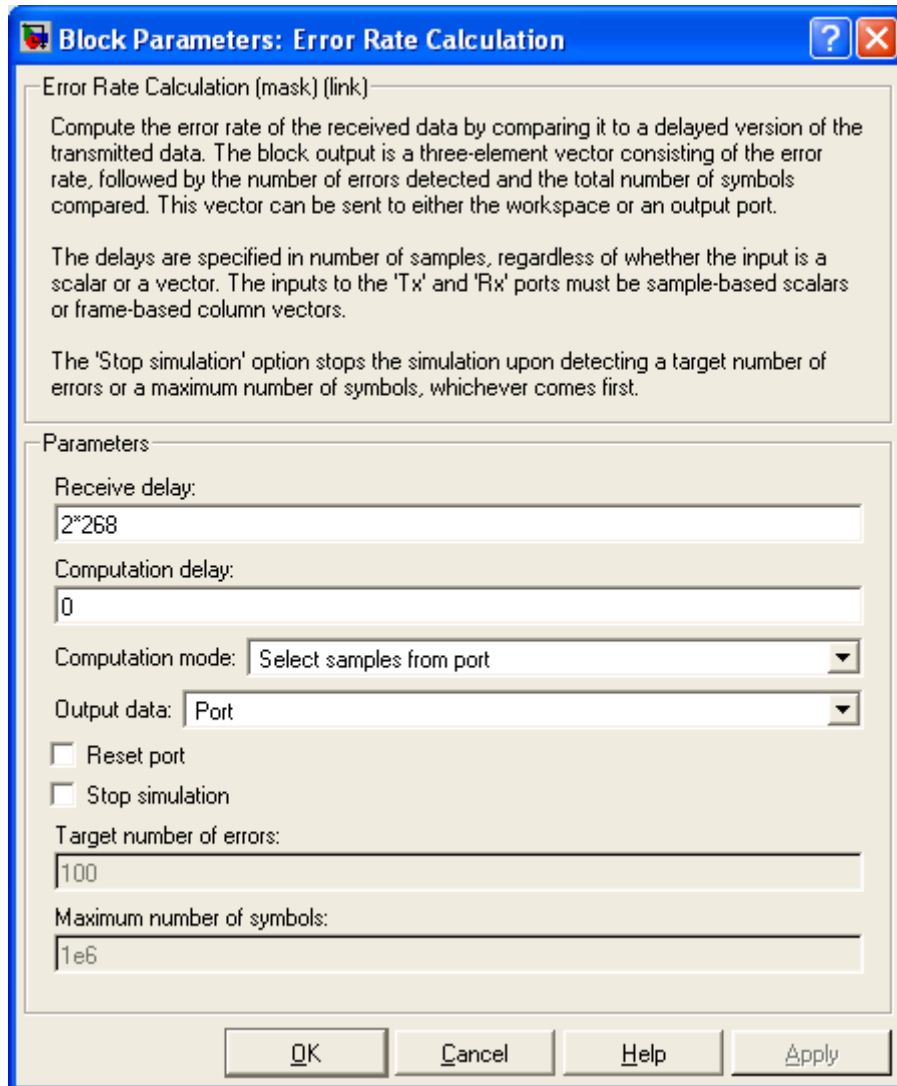 Block Parameters: Error Rate Calculation
Error Rate Calculation (mask) (link)
Compute the error rate of the received data by comparing it to a delayed version of the
transmitted data. The block output is a three-element vector consisting of the error
rate, followed by the number of errors detected and the total number of symbols
compared. This vector can be sent to either the workspace or an output port.
The delays are specified in number of samples, regardless of whether the input is a
scalar or a vector. The inputs to the 'Tx' and 'Rx' ports must be sample-based scalars
or frame-based column vectors.
The 'Stop simulation' option stops the simulation upon detecting a target number of
errors or a maximum number of symbols, whichever comes first.
Parameters
Receive delay:
2*268
Computation delay:
0
Computation mode: Select samples from port
Output data: Port
Reset port
Stop simulation
Target number of errors:
100
Maximum number of symbols:
1e6
OK Cancel Help Apply